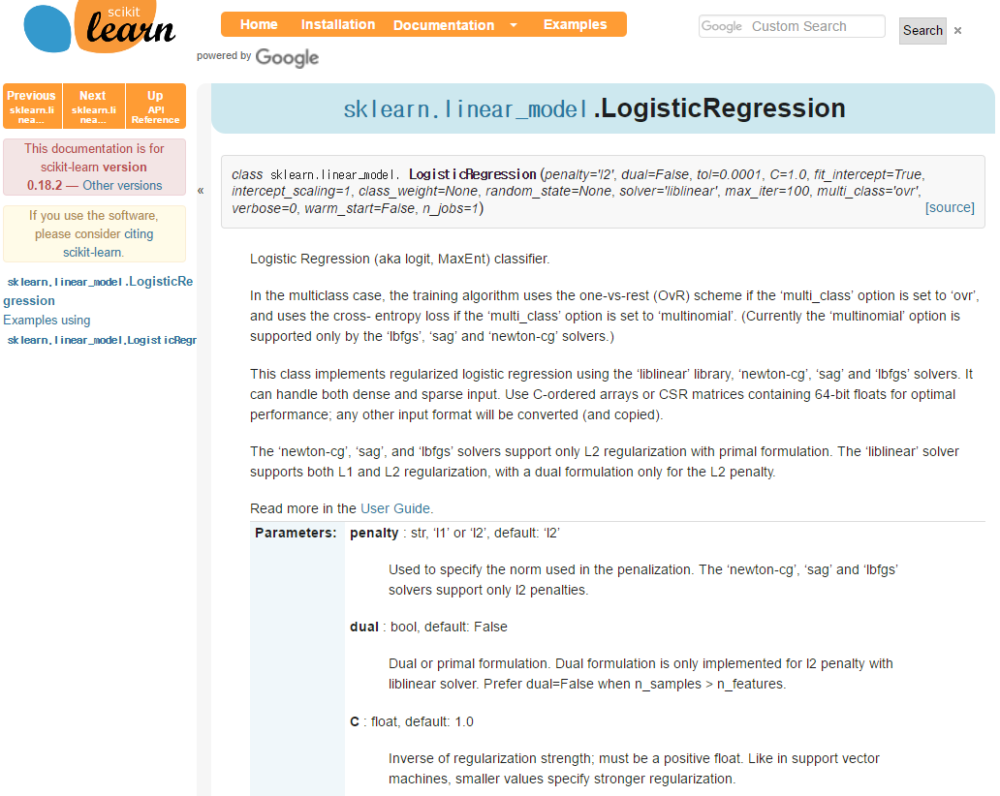 scikit
learn
Home Installation Documentation Examples
Google Custom Search
Search ×
powered by Google
Previous
sklearn.li
nea...
Next
sklearn.li
nea...
Up
API
Reference
This documentation is for
scikit-learn version
0.18.2 — Other versions
If you use the software,
please consider citing
scikit-learn.
sklearn.linear_model.LogisticRe
gression
Examples using
sklearn.linear_model.LogisticRegr
«
sklearn.linear_model.LogisticRegression
class sklearn.linear_model. LogisticRegression (penalty='l2', dual=False, tol=0.0001, C=1.0, fit_intercept=True,
intercept_scaling=1, class_weight=None, random_state=None, solver='liblinear', max_iter=100, multi_class='ovr',
verbose=0, warm_start=False, n_jobs=1)
[source]
Logistic Regression (aka logit, MaxEnt) classifier.
In the multiclass case, the training algorithm uses the one-vs-rest (OvR) scheme if the ‘multi_class’ option is set to ‘ovr’,
and uses the cross- entropy loss if the ‘multi_class’ option is set to ‘multinomial’. (Currently the ‘multinomial’ option is
supported only by the ‘lbfgs’, ‘sag’ and ‘newton-cg’ solvers.)
This class implements regularized logistic regression using the ‘liblinear’ library, ‘newton-cg’, ‘sag’ and ‘lbfgs’ solvers. It
can handle both dense and sparse input. Use C-ordered arrays or CSR matrices containing 64-bit floats for optimal
performance; any other input format will be converted (and copied).
The ‘newton-cg’, ‘sag’, and ‘lbfgs’ solvers support only L2 regularization with primal formulation. The ‘liblinear’ solver
supports both L1 and L2 regularization, with a dual formulation only for the L2 penalty.
Read more in the User Guide.
Parameters: penalty : str, ‘l1’ or ‘l2’, default: ‘l2’
Used to specify the norm used in the penalization. The ‘newton-cg’, ‘sag’ and ‘lbfgs’
solvers support only l2 penalties.
dual : bool, default: False
Dual or primal formulation. Dual formulation is only implemented for l2 penalty with
liblinear solver. Prefer dual=False when n_samples > n_features.
C : float, default: 1.0
Inverse of regularization strength; must be a positive float. Like in support vector
machines, smaller values specify stronger regularization.